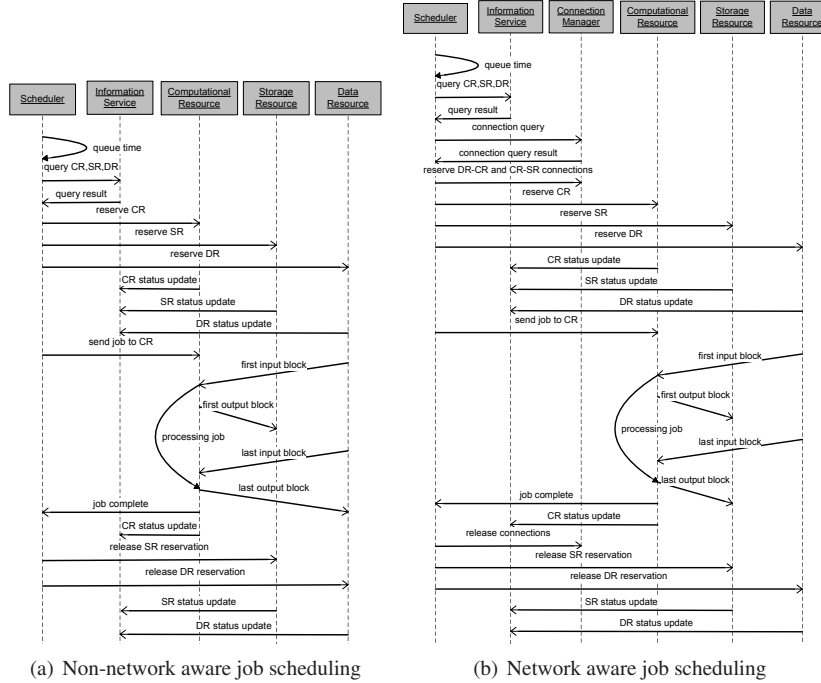 Scheduler
Information
Service
Computational
Resource
Storage
Resource
Data
Resource
queue time
query CR,SR,DR
query result
reserve CR
reserve SR
reserve DR
CR status update
SR status update
DR status update
send job to CR
first input block
first output block
processing job
last input block
last output block
job complete
CR status update
release SR reservation
release DR reservation
SR status update
DR status update
(a) Non-network aware job scheduling
Scheduler
Information
Service
Connection
Manager
Computational
Resource
Storage
Resource
Data
Resource
queue time
query CR,SR,DR
query result
connection query
connection query result
reserve DR-CR and CR-SR connections
reserve CR
reserve SR
reserve DR
CR status update
SR status update
DR status update
send job to CR
first input block
first output block
processing job
last input block
last output block
job complete
CR status update
release connections
release SR reservation
release DR reservation
SR status update
DR status update
(b) Network aware job scheduling